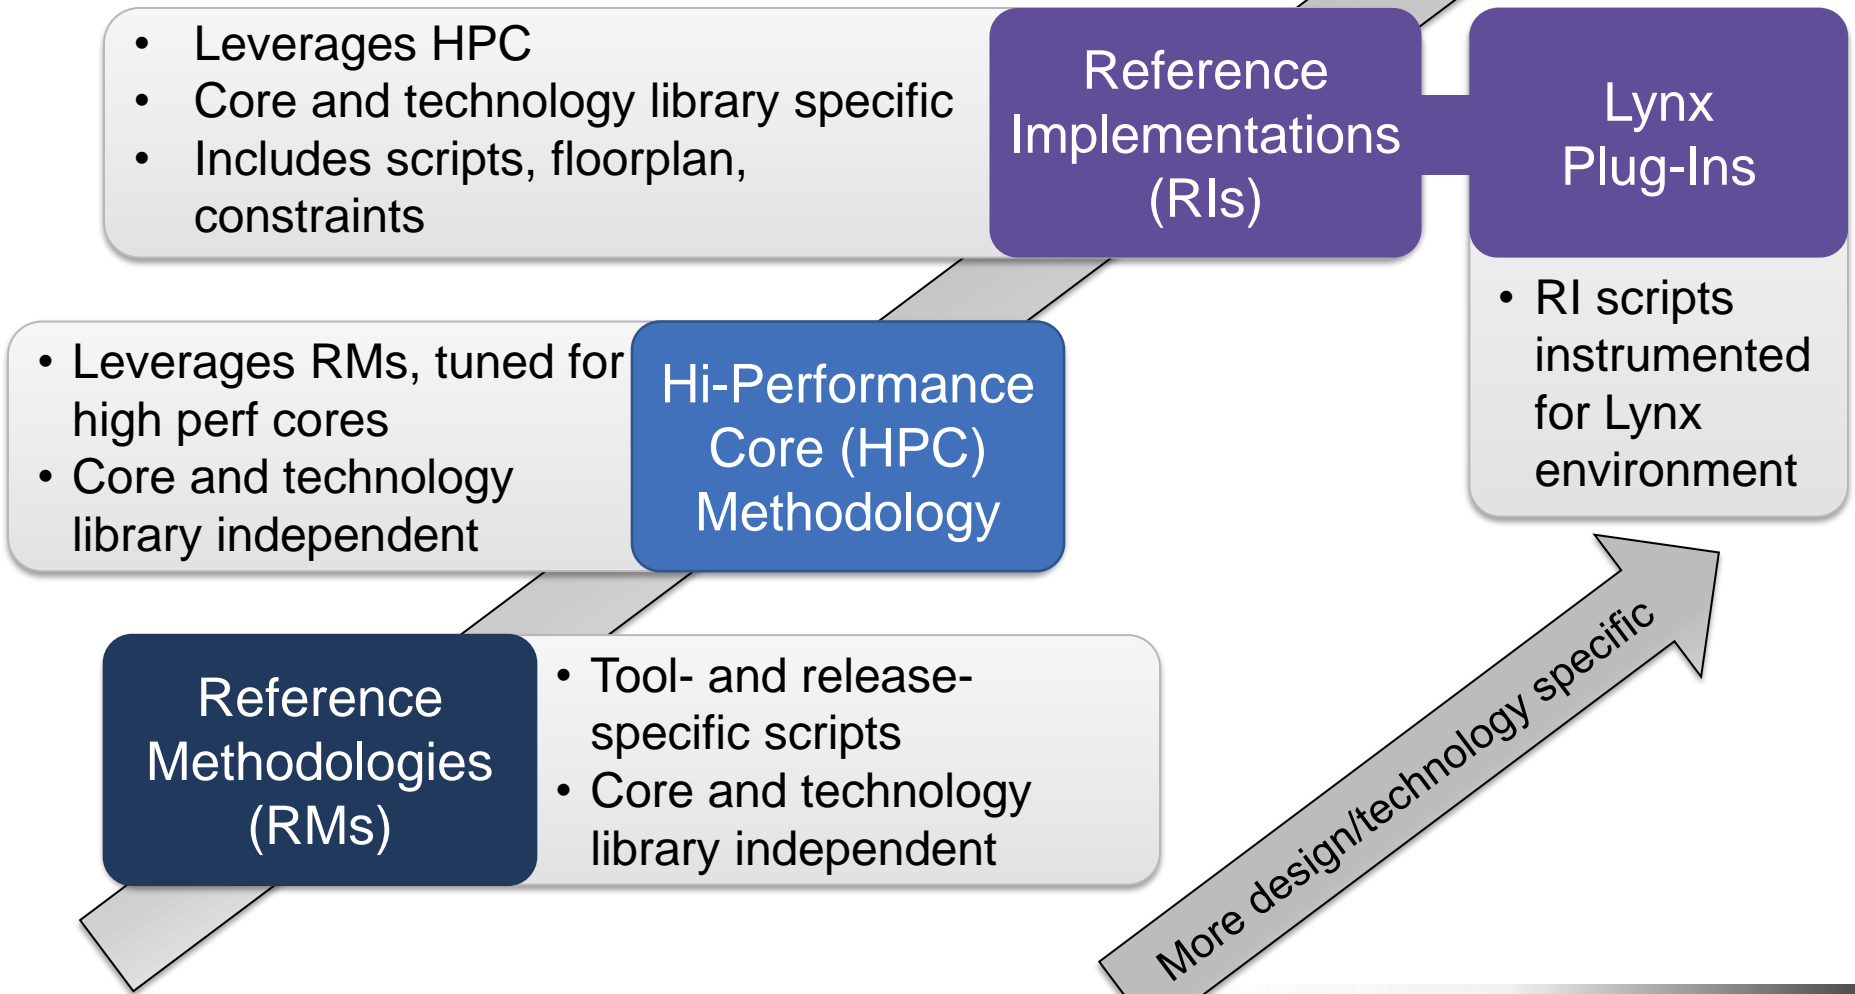 • Leverages HPC
• Core and technology library specific
• Includes scripts, floorplan,
constraints
Reference
Implementations
(RIs)
Lynx
Plug-Ins
• RI scripts
instrumented
for Lynx
environment
• Leverages RMs, tuned for
high perf cores
• Core and technology
library independent
Hi-Performance
Core (HPC)
Methodology
Reference
Methodologies
(RMs)
• Tool- and release-
specific scripts
• Core and technology
library independent
More design/technology specific